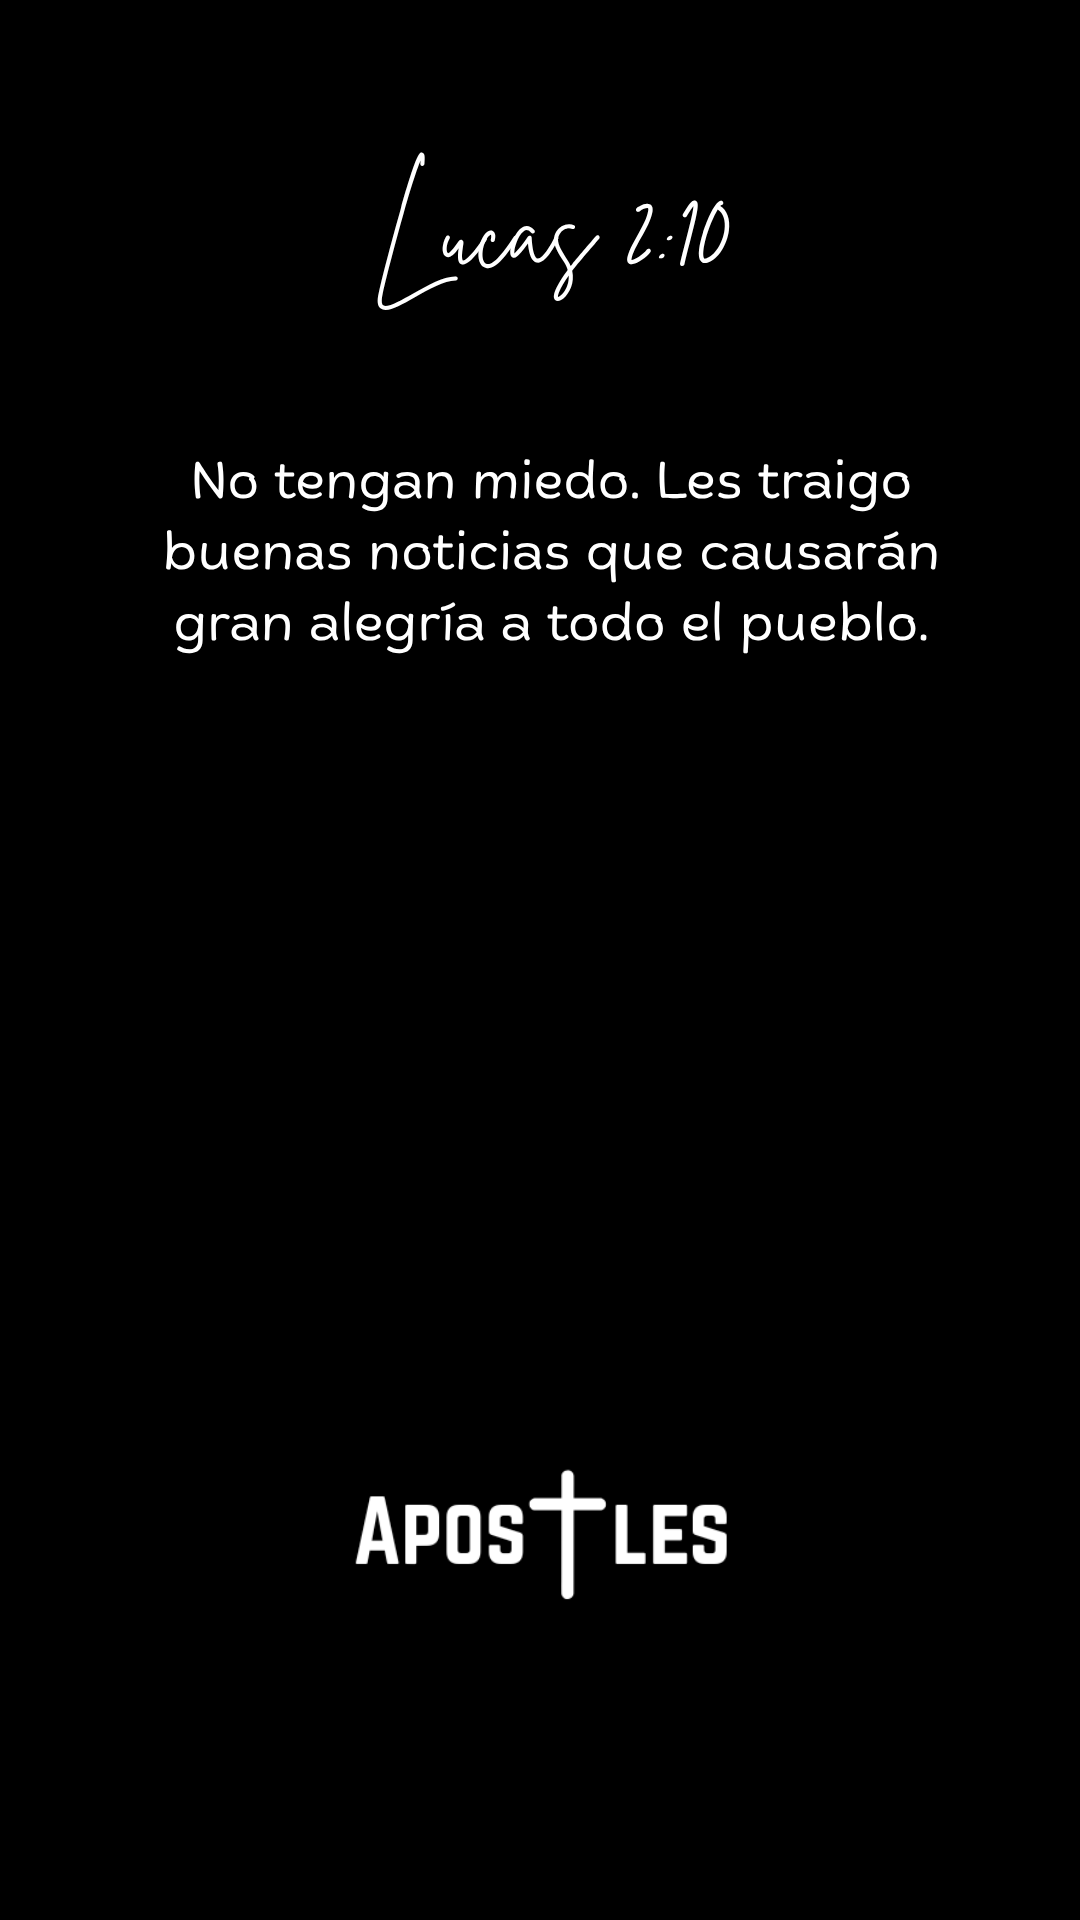 Lucas 2:10
No tengan miedo. Les traigo
buenas noticias que causarán
gran alegría a todo el pueblo.
APOSTLES